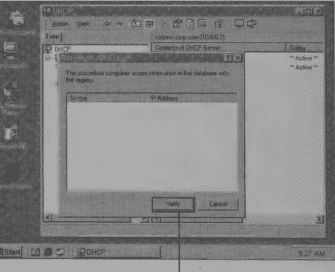 DHCP
Action View
Tree
corpsrv.corp.com [10.0.0.2]
DHCP
Contents of DHCP Server
Status
** Active **
** Active **
This procedure compares scope information in the database with
the registry.
Scope
IP Address
Verify
Cancel
Start
DHCP
9:27 AM